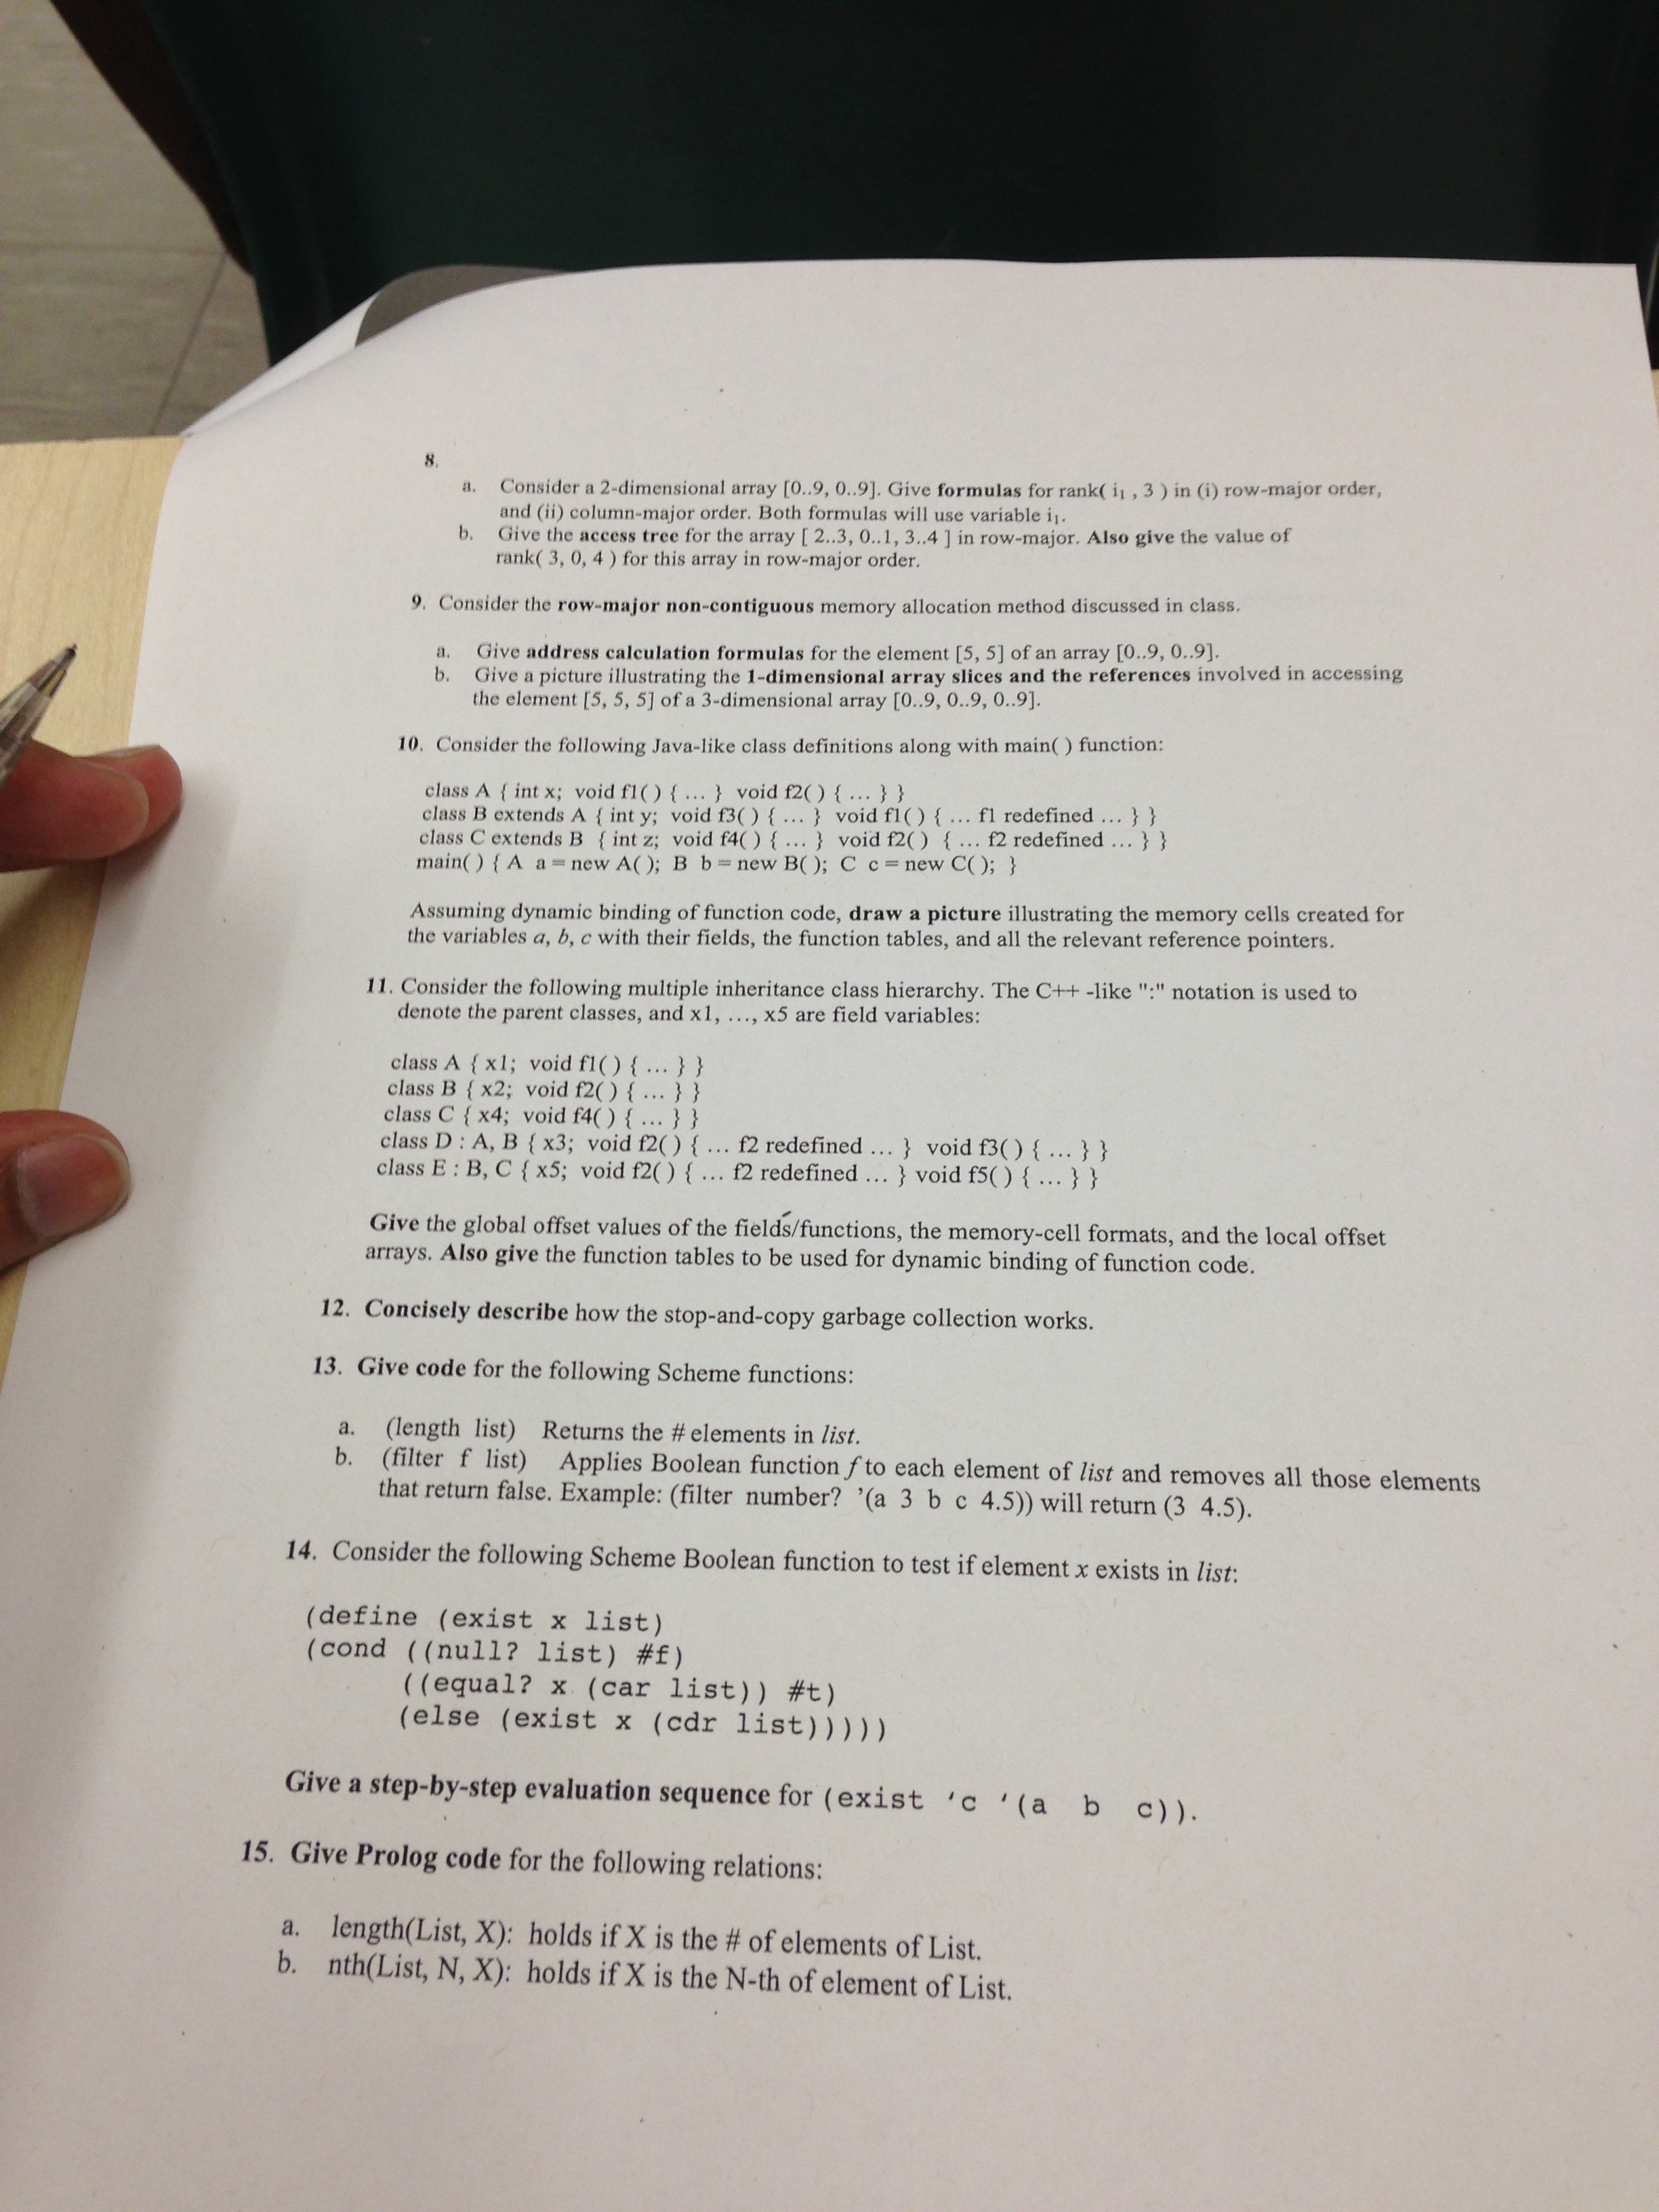 8.
a. Consider a 2-dimensional array [0..9, 0..9]. Give formulas for rank( i₁ , 3 ) in (i) row-major order,
and (ii) column-major order. Both formulas will use variable i₁.
b. Give the access tree for the array [ 2..3, 0..1, 3..4 ] in row-major. Also give the value of
rank( 3, 0, 4 ) for this array in row-major order.
9. Consider the row-major non-contiguous memory allocation method discussed in class.
a. Give address calculation formulas for the element [5, 5] of an array [0..9, 0..9].
b. Give a picture illustrating the 1-dimensional array slices and the references involved in accessing
the element [5, 5, 5] of a 3-dimensional array [0..9, 0..9, 0..9].
10. Consider the following Java-like class definitions along with main( ) function:
class A { int x; void f1( ) { ... } void f2( ) { ... } }
class B extends A { int y; void f3( ) { ... } void f1( ) { ... f1 redefined ... } }
class C extends B { int z; void f4( ) { ... } void f2( ) { ... f2 redefined ... } }
main( ) { A a = new A( ); B b = new B( ); C c = new C( ); }
Assuming dynamic binding of function code, draw a picture illustrating the memory cells created for
the variables a, b, c with their fields, the function tables, and all the relevant reference pointers.
11. Consider the following multiple inheritance class hierarchy. The C++ -like ":" notation is used to
denote the parent classes, and x1, ..., x5 are field variables:
class A { x1; void f1( ) { ... } }
class B { x2; void f2( ) { ... } }
class C { x4; void f4( ) { ... } }
class D : A, B { x3; void f2( ) { ... f2 redefined ... } void f3( ) { ... } }
class E : B, C { x5; void f2( ) { ... f2 redefined ... } void f5( ) { ... } }
Give the global offset values of the fields/functions, the memory-cell formats, and the local offset
arrays. Also give the function tables to be used for dynamic binding of function code.
12. Concisely describe how the stop-and-copy garbage collection works.
13. Give code for the following Scheme functions:
a. (length list) Returns the # elements in list.
b. (filter f list) Applies Boolean function f to each element of list and removes all those elements
that return false. Example: (filter number? ’(a 3 b c 4.5)) will return (3 4.5).
14. Consider the following Scheme Boolean function to test if element x exists in list:
(define (exist x list)
(cond ((null? list) #f)
((equal? x (car list)) #t)
(else (exist x (cdr list)))))
Give a step-by-step evaluation sequence for (exist ‘c ‘(a b c)).
15. Give Prolog code for the following relations:
a. length(List, X): holds if X is the # of elements of List.
b. nth(List, N, X): holds if X is the N-th of element of List.